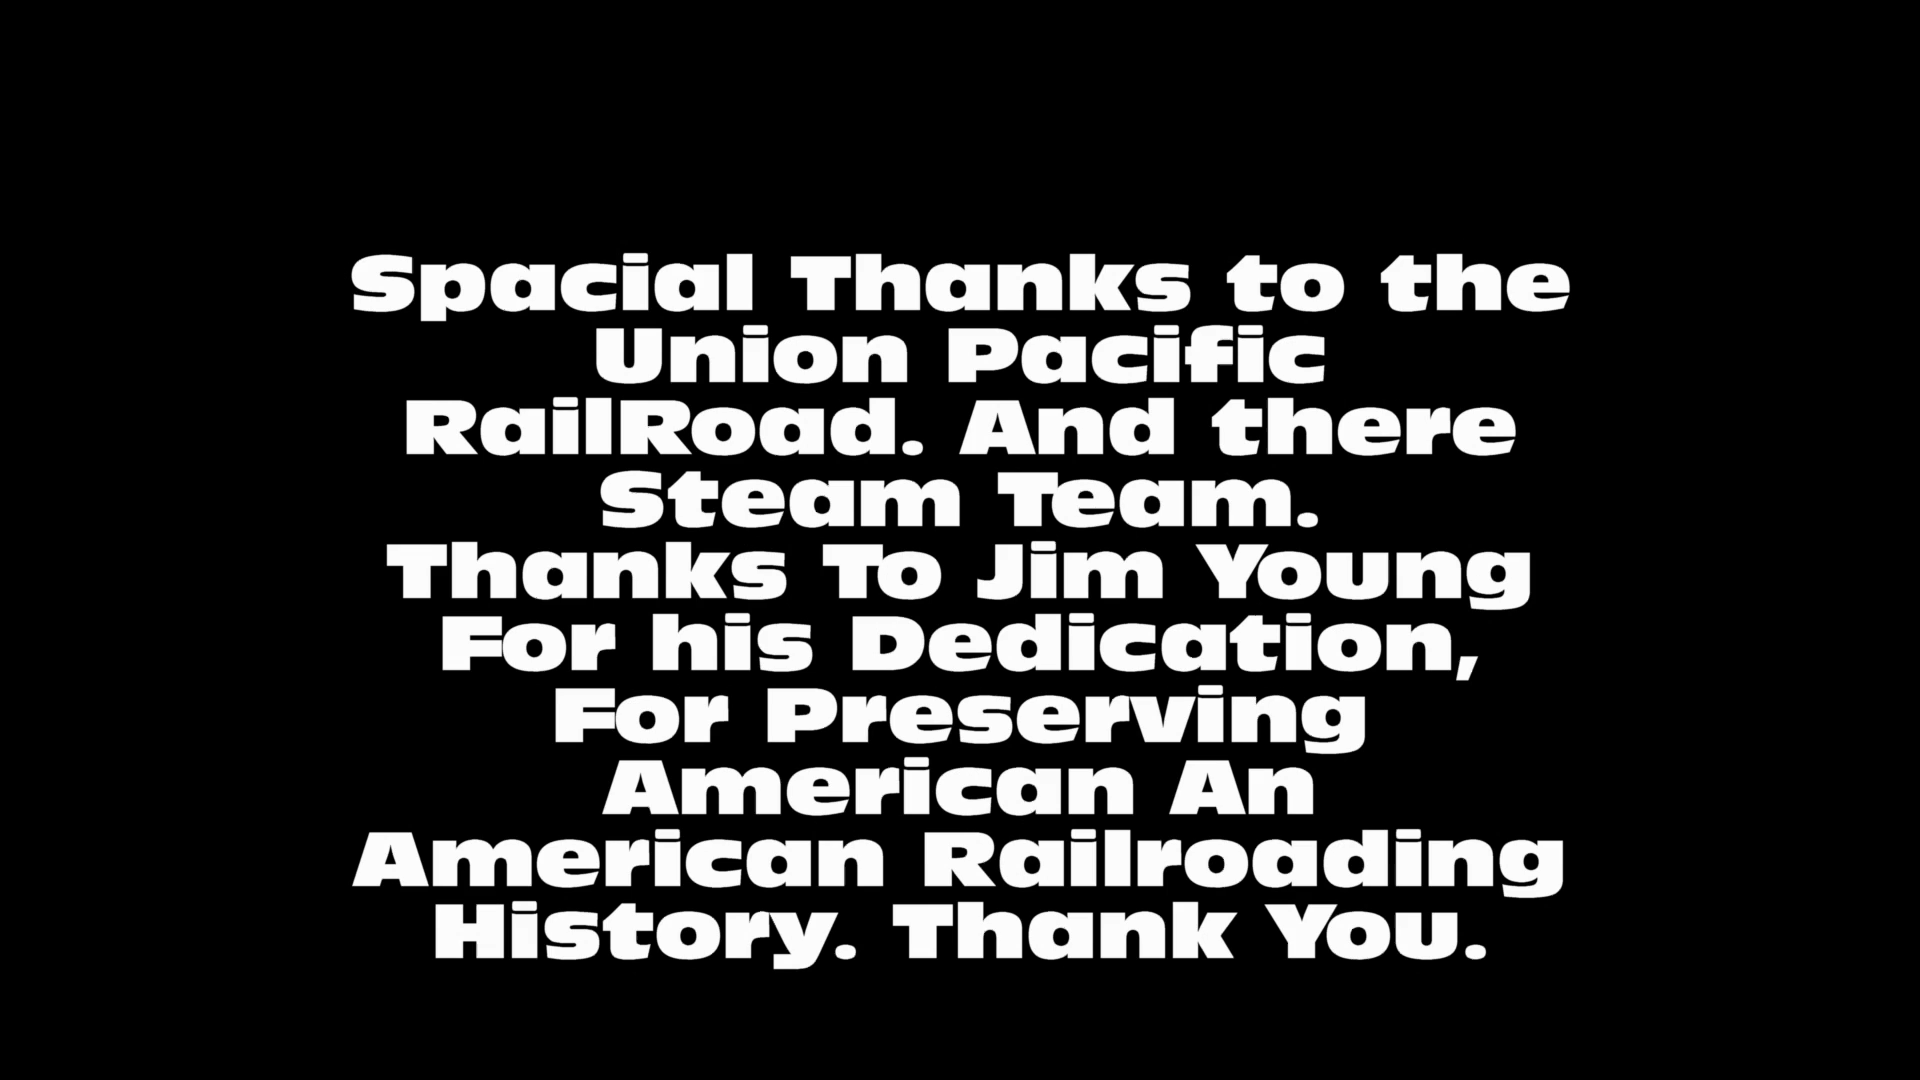 Spacial Thanks to the
Union Pacific
RailRoad. And there
Steam Team.
Thanks To Jim Young
For his Dedication,
For Preserving
American An
American Railroading
History. Thank You.